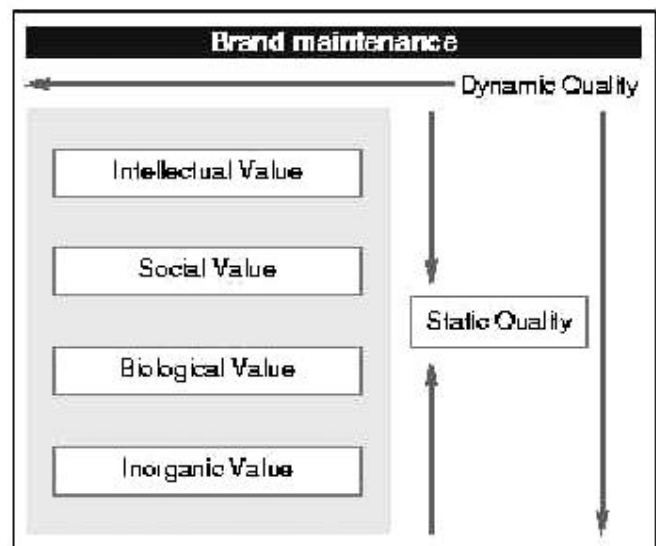 Brand maintenance
Dynamic Quality
Intellectual Value
Social Value
Static Quality
Biological Value
Inorganic Value